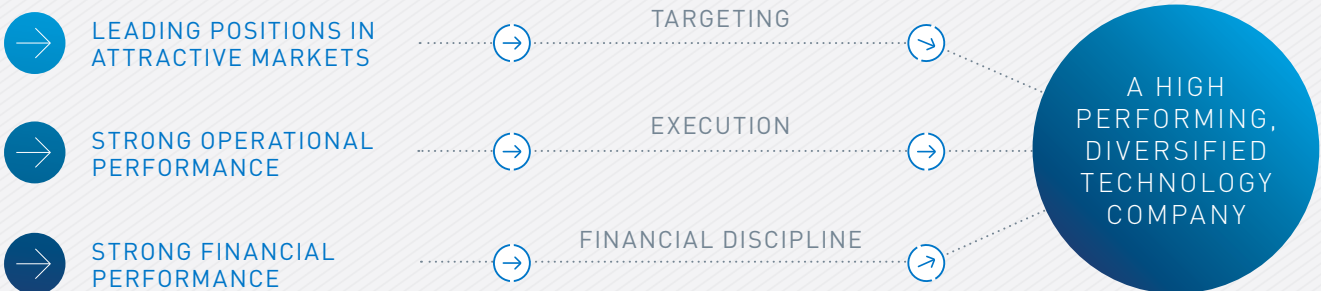 LEADING POSITIONS IN
ATTRACTIVE MARKETS
TARGETING
STRONG OPERATIONAL
PERFORMANCE
EXECUTION
STRONG FINANCIAL
PERFORMANCE
FINANCIAL DISCIPLINE
A HIGH
PERFORMING,
DIVERSIFIED
TECHNOLOGY
COMPANY